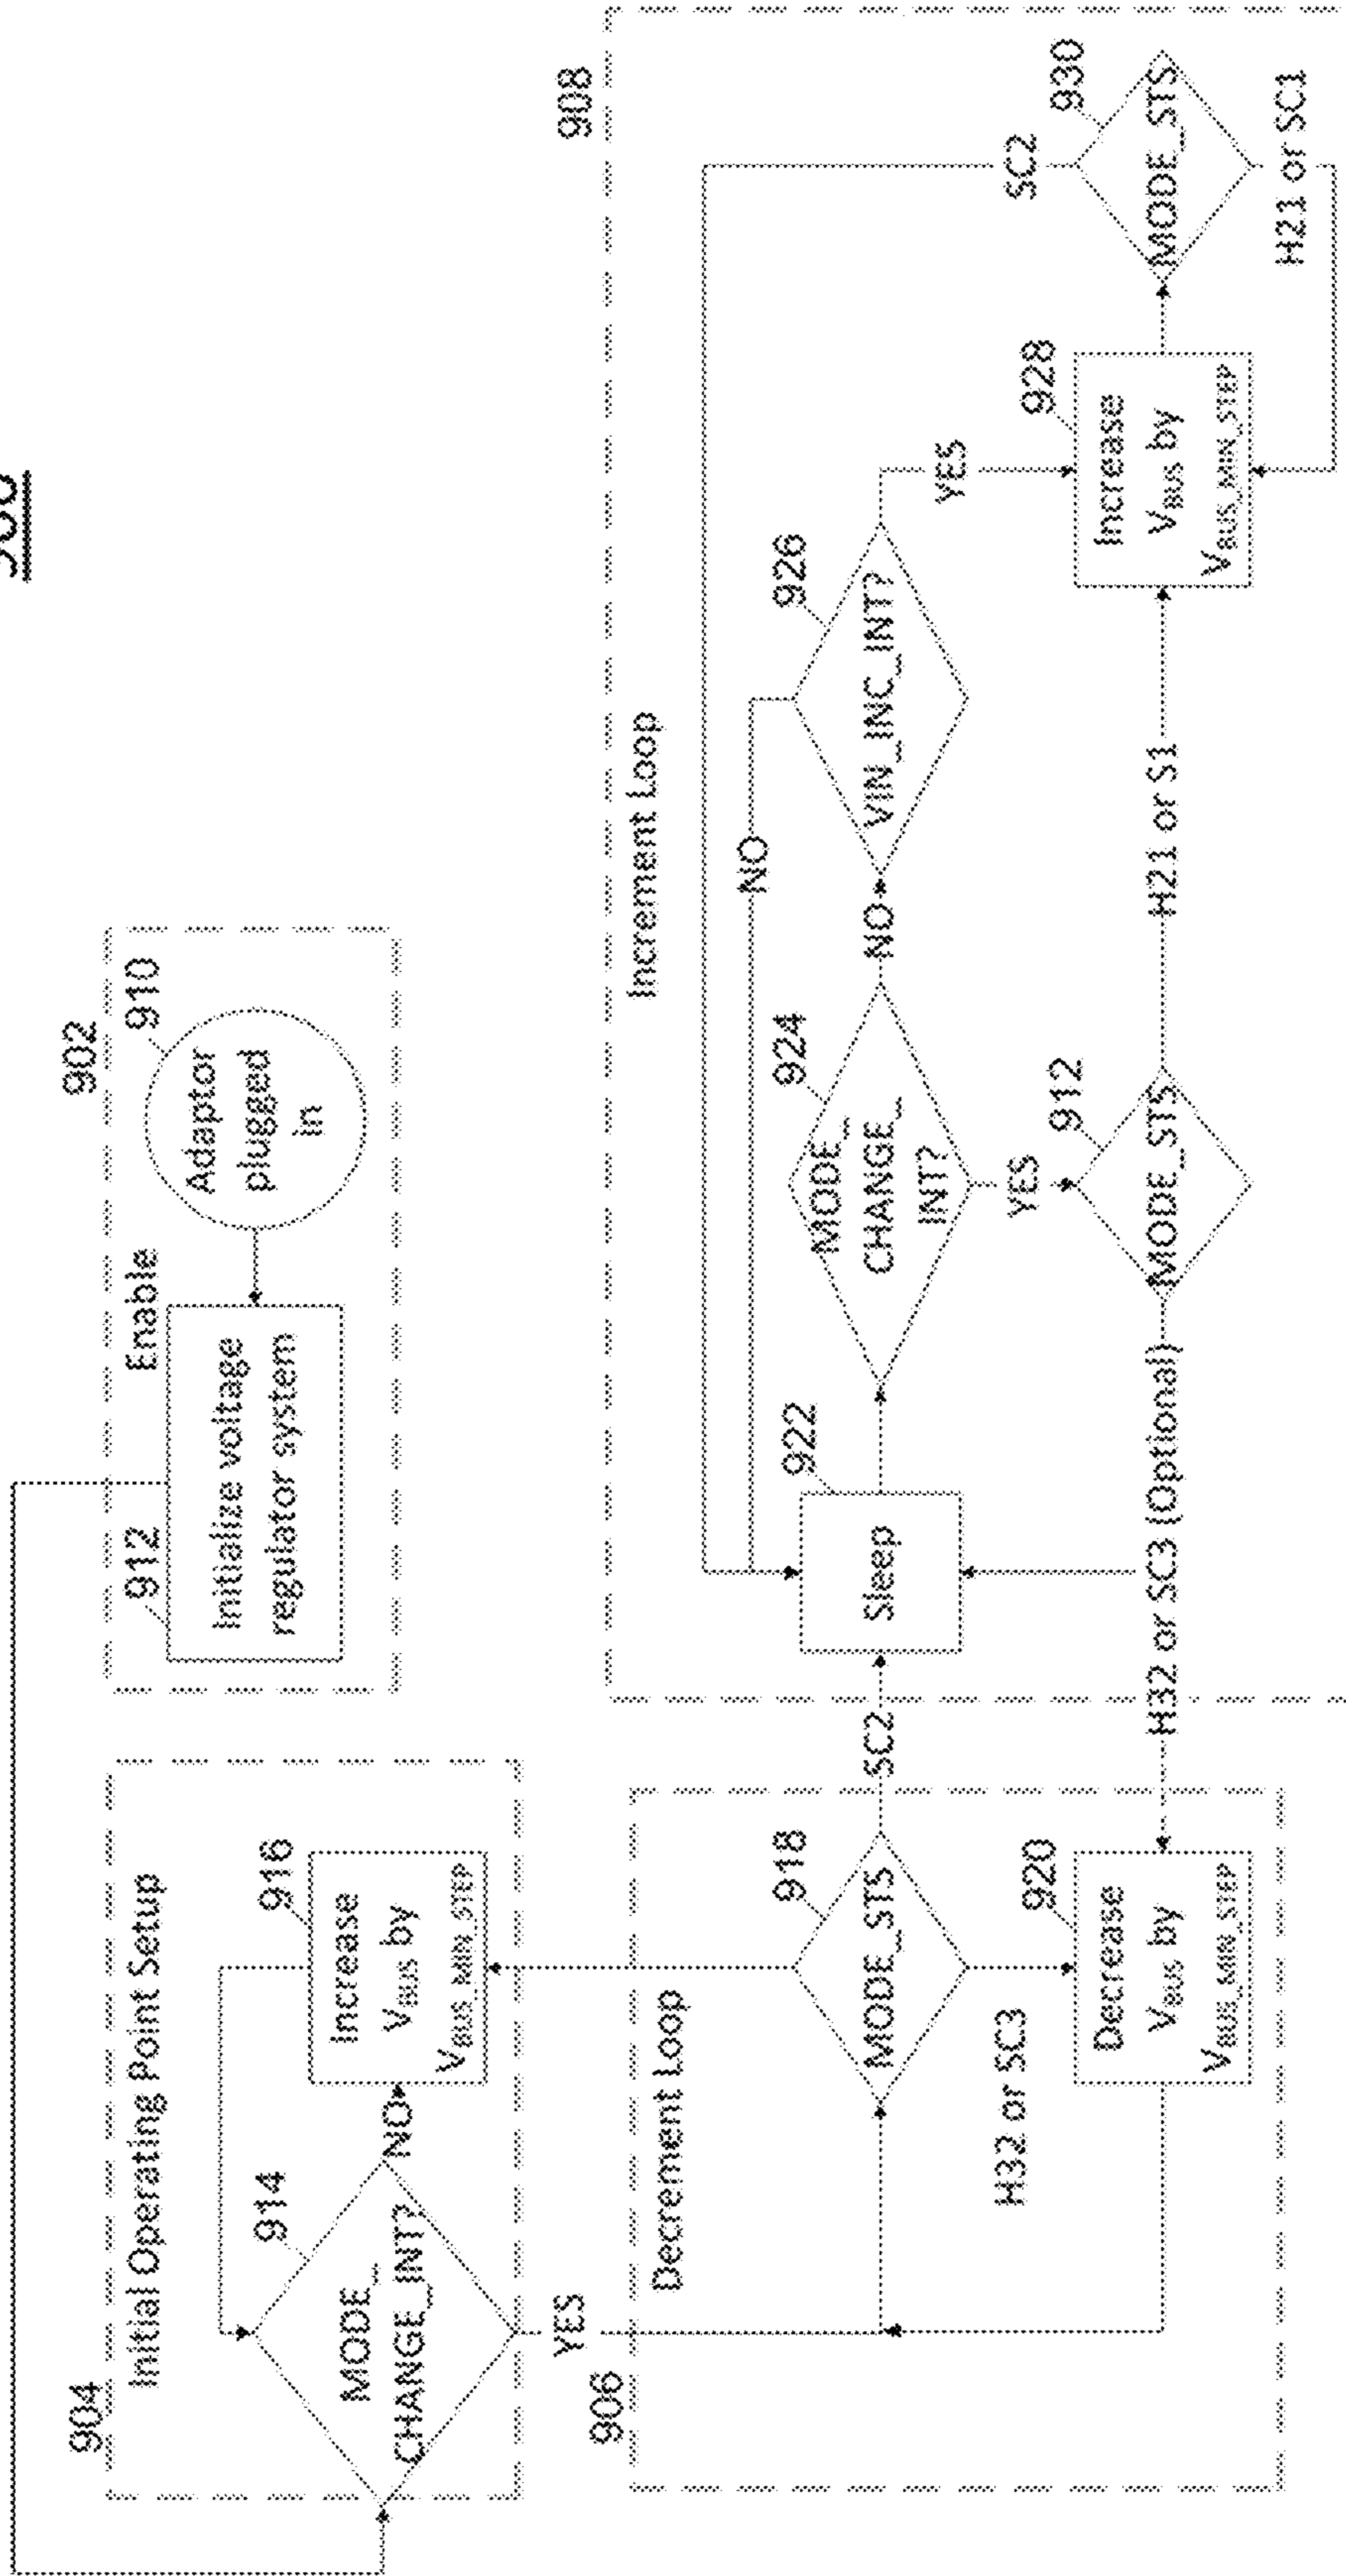 904
Initial Operating Point Setup
914
MODE_
CHANGE_INT?
NO
916
Increase
VBUS by
VBUS_MIN_STEP
YES
902
Enable
912
Initialize voltage
regulator system
910
Adaptor
plugged
in
906
Decrement Loop
918
MODE_STS
SC2
H32 or SC3
920
Decrease
VBUS by
VBUS_MIN_STEP
908
Increment Loop
922
Sleep
924
MODE_
CHANGE_
INT?
NO
926
VIN_INC_INT?
NO
YES
YES
912
MODE_STS
H32 or SC3 (Optional)
H21 or S1
928
Increase
VBUS by
VBUS_MIN_STEP
930
MODE_STS
SC2
H21 or SC1